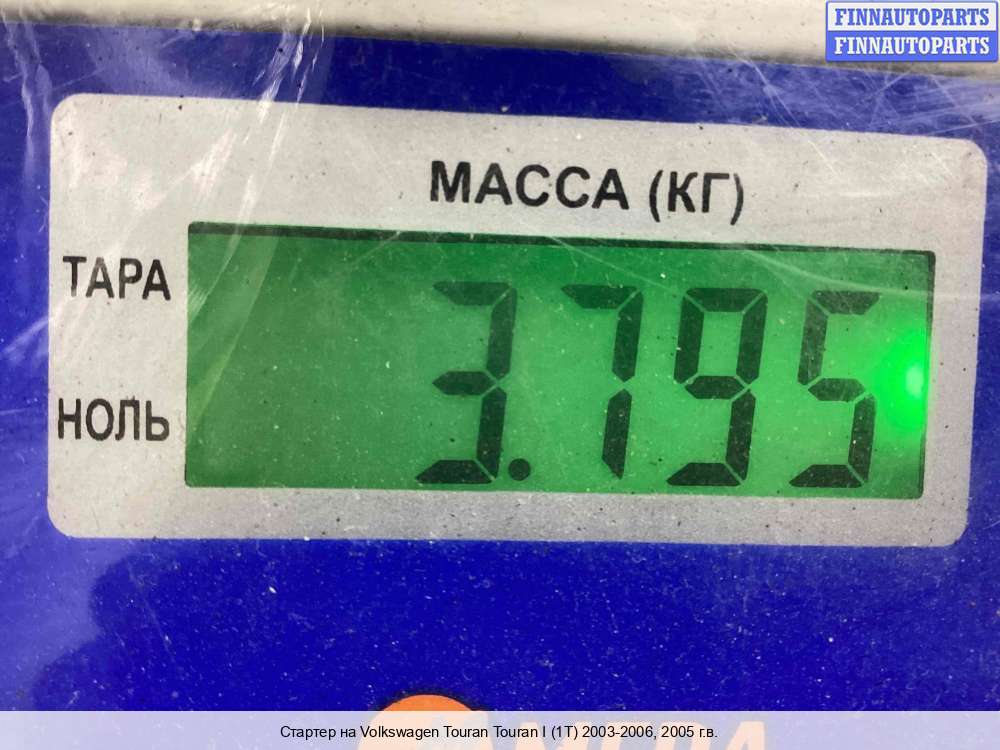 FINNAUTOPARTS
FINNAUTOPARTS
МАССА (КГ)
ТАРА
3.795
НОЛЬ
Стартер на Volkswagen Touran Touran I (1T) 2003-2006, 2005 г.в.